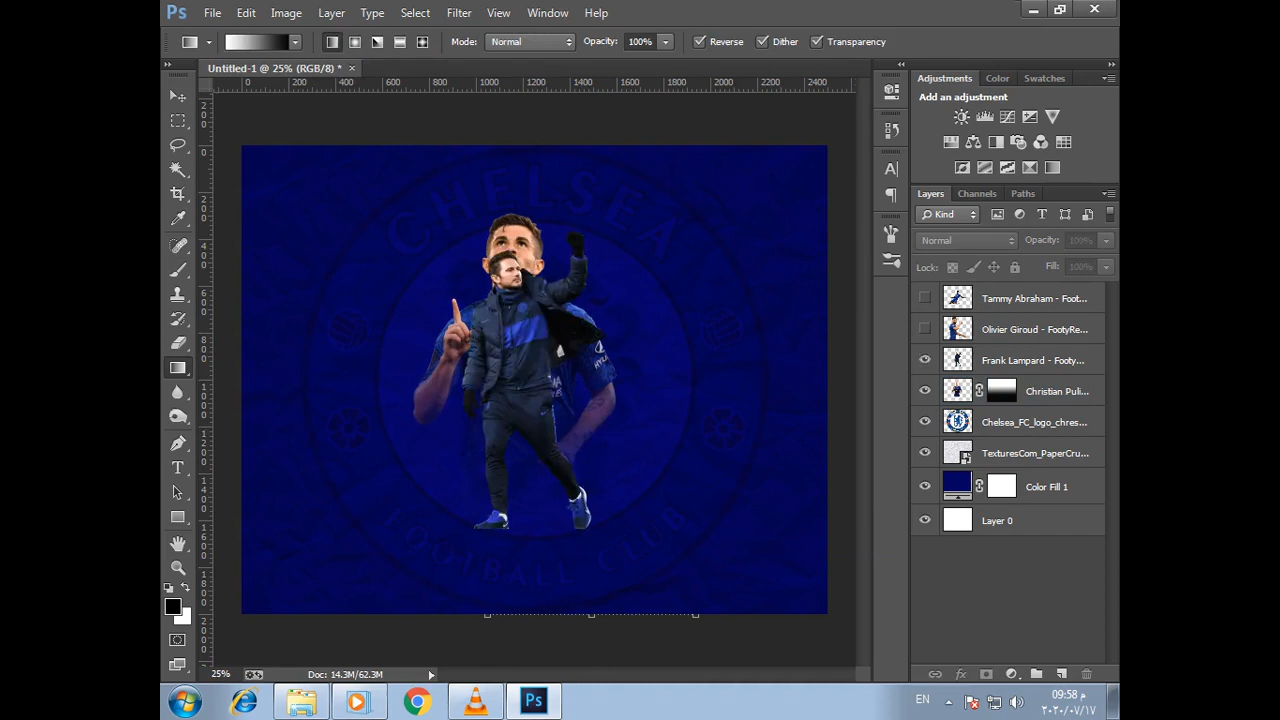 Ps File Edit Image Layer Type Select Filter View Window Help
Mode: Normal Opacity: 100% Reverse Dither Transparency
Untitled-1 @ 25% (RGB/8) * ×
0 200 400 600 800 1000 1200 1400 1600 1800 2000 2200 2400
Adjustments Color Swatches
Add an adjustment
Layers Channels Paths
Kind
Normal Opacity: 100%
Lock: Fill: 100%
Tammy Abraham - Foot...
Olivier Giroud - FootyRe...
Frank Lampard - Footy...
Christian Puli...
Chelsea_FC_logo_chres...
TexturesCom_PaperCru...
Color Fill 1
Layer 0
CHELSEA
FOOTBALL CLUB
25% Doc: 14.3M/62.3M
Ps
EN
09:58 م
٢٠٢٠/٠٧/١٧